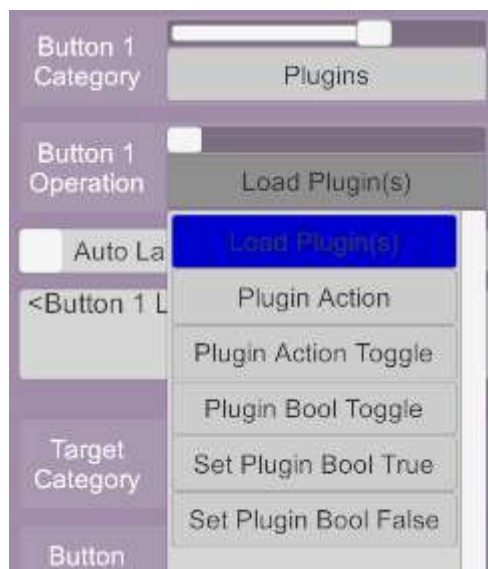 Button 1
Category
Plugins
Button 1
Operation
Load Plugin(s)
Load Plugin(s)
Auto La
Plugin Action
<Button 1 L
Plugin Action Toggle
Plugin Bool Toggle
Target
Category
Set Plugin Bool True
Set Plugin Bool False
Button